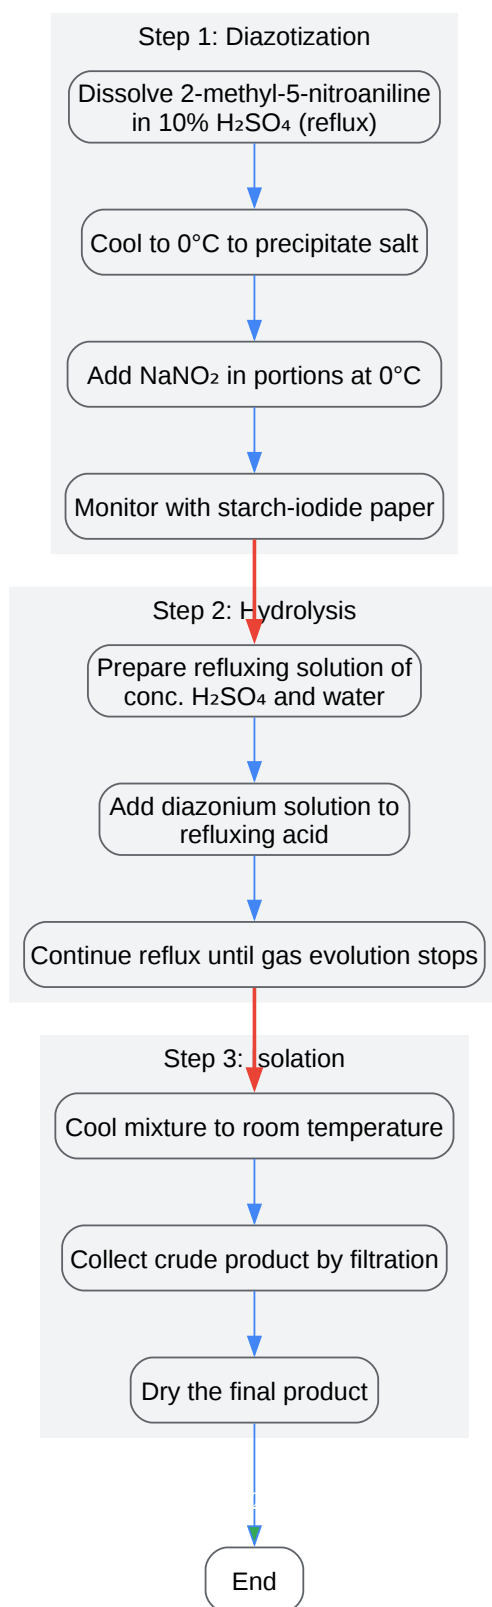 Step 1: Diazotization
Dissolve 2-methyl-5-nitroaniline
in 10% H₂SO₄ (reflux)
Cool to 0°C to precipitate salt
Add NaNO₂ in portions at 0°C
Monitor with starch-iodide paper
Step 2: Hydrolysis
Prepare refluxing solution of
conc. H₂SO₄ and water
Add diazonium solution to
refluxing acid
Continue reflux until gas evolution stops
Step 3: Isolation
Cool mixture to room temperature
Collect crude product by filtration
Dry the final product
End